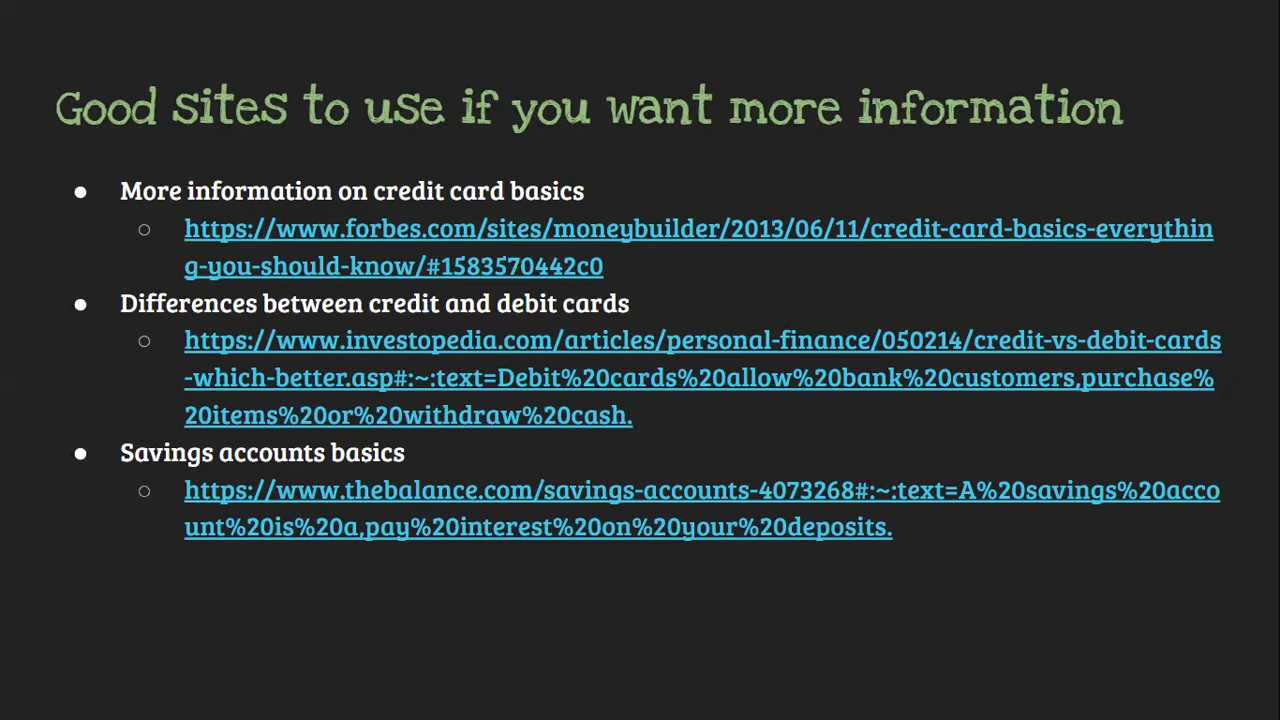 Good sites to use if you want more information
● More information on credit card basics
○ https://www.forbes.com/sites/moneybuilder/2013/06/11/credit-card-basics-everythin
g-you-should-know/#1583570442c0
● Differences between credit and debit cards
○ https://www.investopedia.com/articles/personal-finance/050214/credit-vs-debit-cards
-which-better.asp#:~:text=Debit%20cards%20allow%20bank%20customers,purchase%
20items%20or%20withdraw%20cash.
● Savings accounts basics
○ https://www.thebalance.com/savings-accounts-4073268#:~:text=A%20savings%20acco
unt%20is%20a,pay%20interest%20on%20your%20deposits.